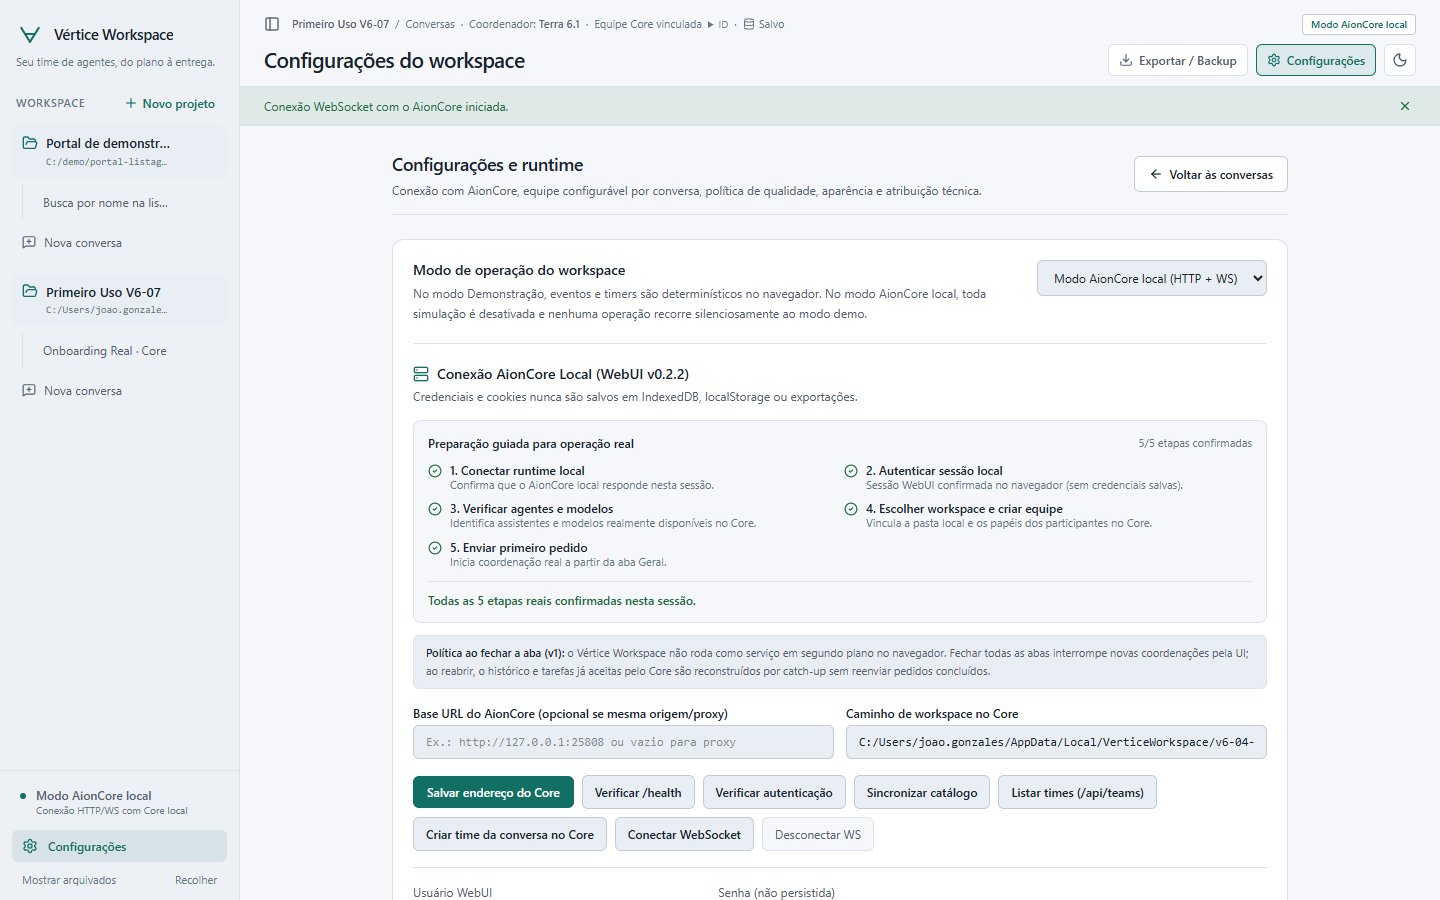 Vértice Workspace
Seu time de agentes, do plano à entrega.
WORKSPACE
Novo projeto
Portal de demonstr...
C:/demo/portal-listag…
Busca por nome na lis...
Nova conversa
Primeiro Uso V6-07
C:/Users/joao.gonzale…
Onboarding Real · Core
Nova conversa
Modo AionCore local
Conexão HTTP/WS com Core local
Configurações
Mostrar arquivados Recolher
Primeiro Uso V6-07 / Conversas · Coordenador: Terra 6.1 · Equipe Core vinculada ▶ ID · Salvo
Modo AionCore local
Configurações do workspace
Exportar / Backup
Configurações
Conexão WebSocket com o AionCore iniciada.
Configurações e runtime
Conexão com AionCore, equipe configurável por conversa, política de qualidade, aparência e atribuição técnica.
Voltar às conversas
Modo de operação do workspace
No modo Demonstração, eventos e timers são determinísticos no navegador. No modo AionCore local, toda
simulação é desativada e nenhuma operação recorre silenciosamente ao modo demo.
Modo AionCore local (HTTP + WS)
Conexão AionCore Local (WebUI v0.2.2)
Credenciais e cookies nunca são salvos em IndexedDB, localStorage ou exportações.
Preparação guiada para operação real
5/5 etapas confirmadas
1. Conectar runtime local
Confirma que o AionCore local responde nesta sessão.
2. Autenticar sessão local
Sessão WebUI confirmada no navegador (sem credenciais salvas).
3. Verificar agentes e modelos
Identifica assistentes e modelos realmente disponíveis no Core.
4. Escolher workspace e criar equipe
Vincula a pasta local e os papéis dos participantes no Core.
5. Enviar primeiro pedido
Inicia coordenação real a partir da aba Geral.
Todas as 5 etapas reais confirmadas nesta sessão.
Política ao fechar a aba (v1): o Vértice Workspace não roda como serviço em segundo plano no navegador. Fechar todas as abas interrompe novas coordenações pela UI;
ao reabrir, o histórico e tarefas já aceitas pelo Core são reconstruídos por catch-up sem reenviar pedidos concluídos.
Base URL do AionCore (opcional se mesma origem/proxy)
Ex.: http://127.0.0.1:25808 ou vazio para proxy
Caminho de workspace no Core
C:/Users/joao.gonzales/AppData/Local/VerticeWorkspace/v6-04-
Salvar endereço do Core
Verificar /health
Verificar autenticação
Sincronizar catálogo
Listar times (/api/teams)
Criar time da conversa no Core
Conectar WebSocket
Desconectar WS
Usuário WebUI
Senha (não persistida)